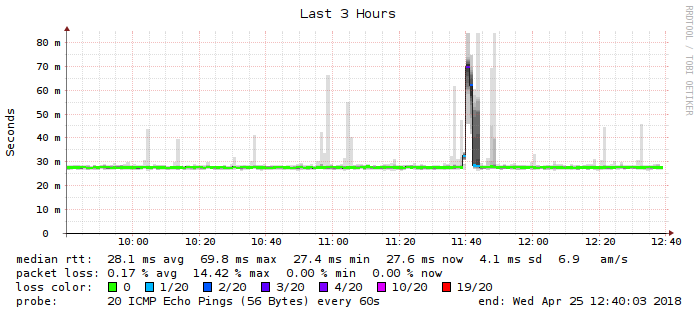 Last 3 Hours
RRDTOOL / TOBI OETIKER
Seconds
80 m
70 m
60 m
50 m
40 m
30 m
20 m
10 m
0
10:00 10:20 10:40 11:00 11:20 11:40 12:00 12:20 12:40
median rtt: 28.1 ms avg 69.8 ms max 27.4 ms min 27.6 ms now 4.1 ms sd 6.9 am/s
packet loss: 0.17 % avg 14.42 % max 0.00 % min 0.00 % now
loss color: 0 1/20 2/20 3/20 4/20 10/20 19/20
probe: 20 ICMP Echo Pings (56 Bytes) every 60s end: Wed Apr 25 12:40:03 2018